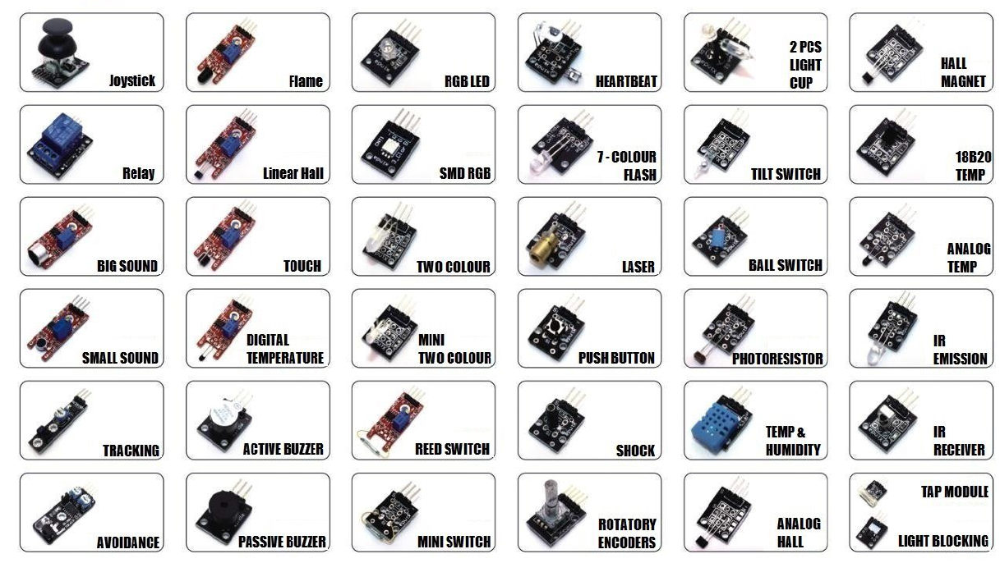 Joystick
Flame
RGB LED
HEARTBEAT
2 PCS
LIGHT
CUP
HALL
MAGNET
Relay
Linear Hall
SMD RGB
7 - COLOUR
FLASH
TILT SWITCH
18B20
TEMP
BIG SOUND
TOUCH
TWO COLOUR
LASER
BALL SWITCH
ANALOG
TEMP
SMALL SOUND
DIGITAL
TEMPERATURE
MINI
TWO COLOUR
PUSH BUTTON
PHOTORESISTOR
IR
EMISSION
TRACKING
ACTIVE BUZZER
REED SWITCH
SHOCK
TEMP &
HUMIDITY
IR
RECEIVER
AVOIDANCE
PASSIVE BUZZER
MINI SWITCH
ROTATORY
ENCODERS
ANALOG
HALL
TAP MODULE
LIGHT BLOCKING